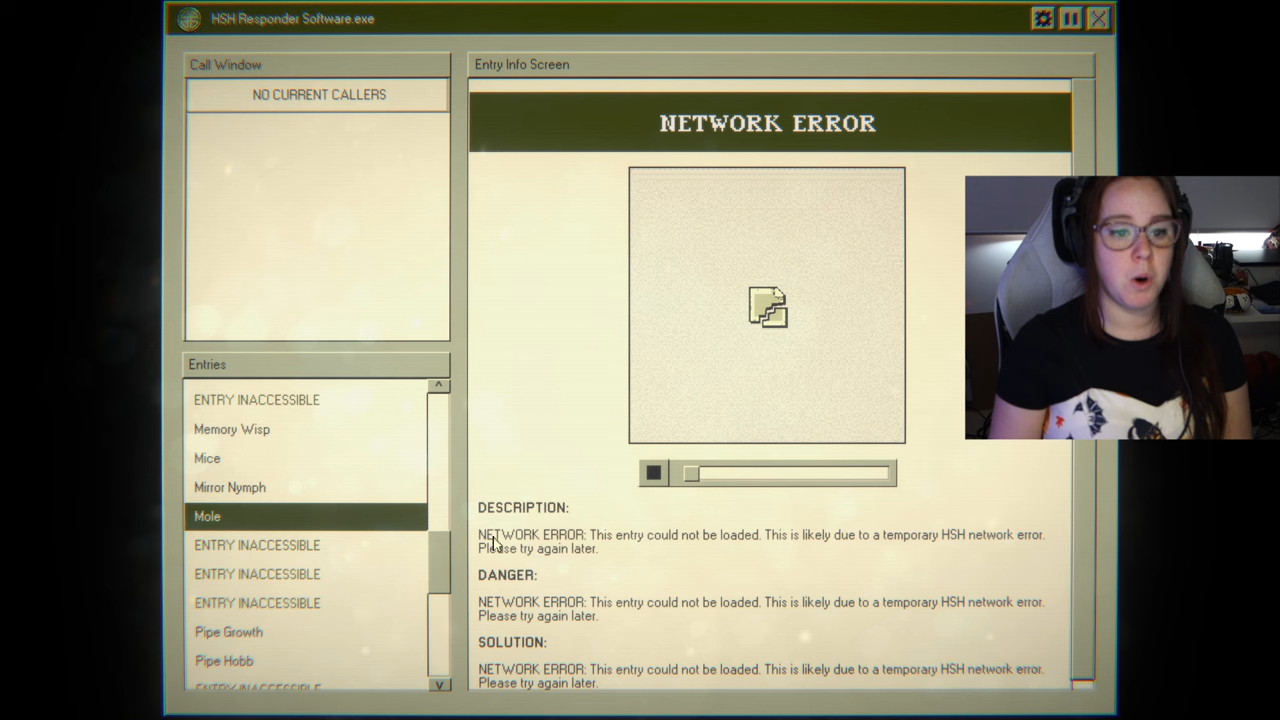 HSH Responder Software.exe
Call Window
NO CURRENT CALLERS
Entries
ENTRY INACCESSIBLE
Memory Wisp
Mice
Mirror Nymph
Mole
ENTRY INACCESSIBLE
ENTRY INACCESSIBLE
ENTRY INACCESSIBLE
Pipe Growth
Pipe Hobb
ENTRY INACCESSIBLE
Entry Info Screen
NETWORK ERROR
DESCRIPTION:
NETWORK ERROR: This entry could not be loaded. This is likely due to a temporary HSH network error.
Please try again later.
DANGER:
NETWORK ERROR: This entry could not be loaded. This is likely due to a temporary HSH network error.
Please try again later.
SOLUTION:
NETWORK ERROR: This entry could not be loaded. This is likely due to a temporary HSH network error.
Please try again later.